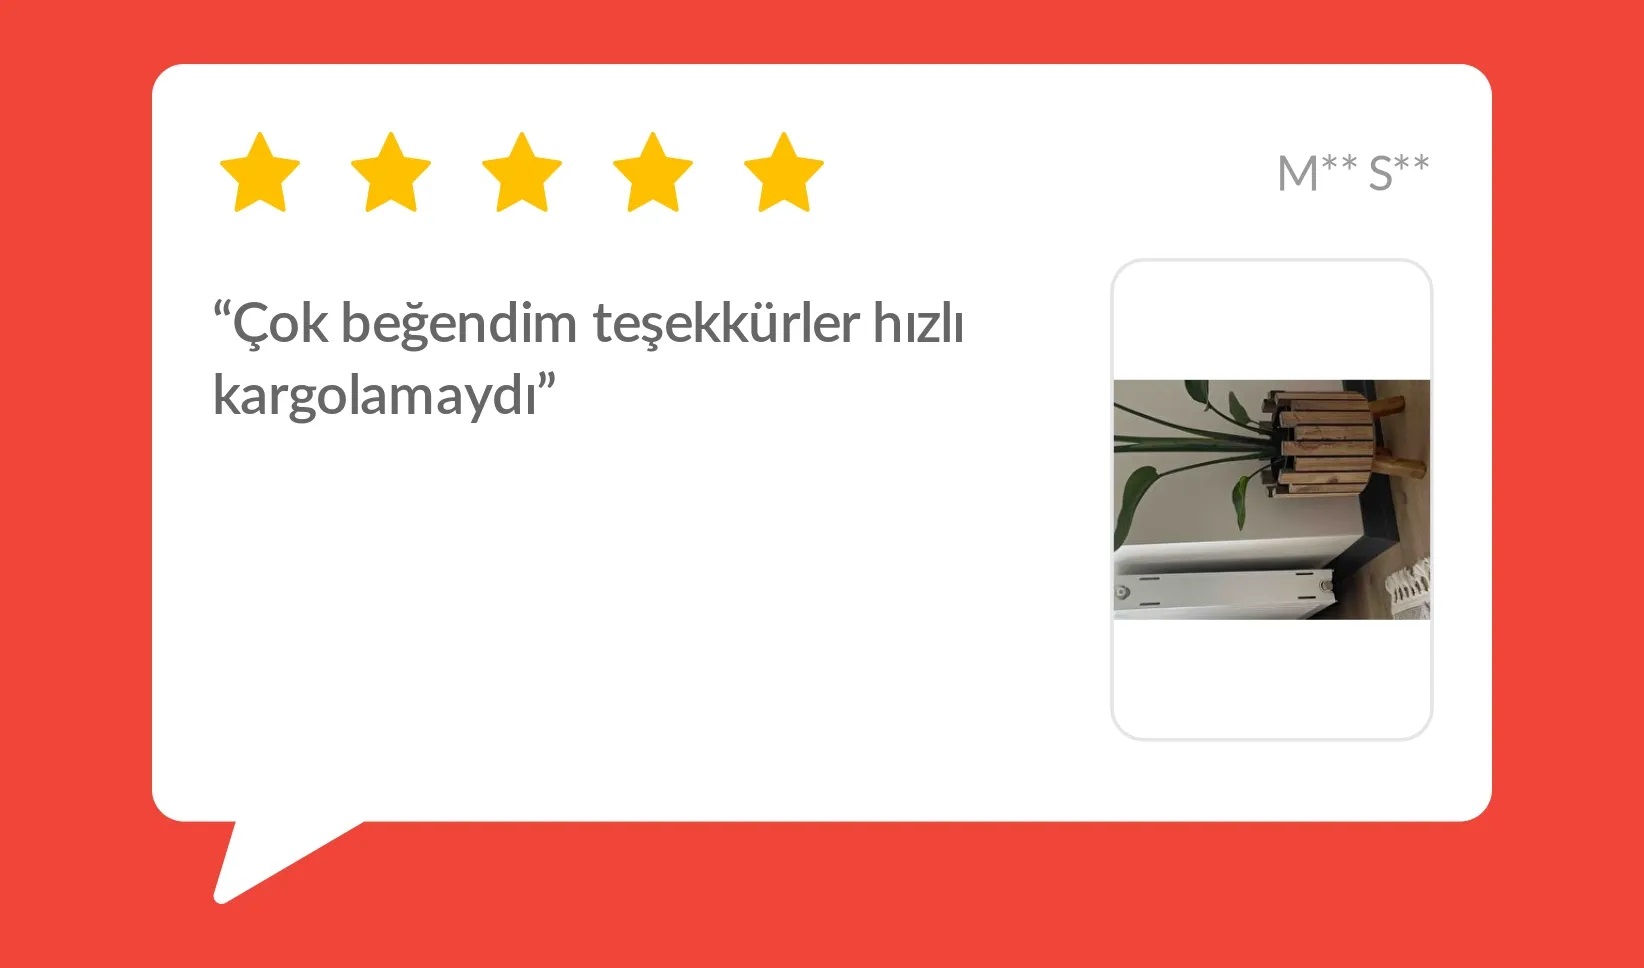 M** S**
“Çok beğendim teşekkürler hızlı
kargolamaydı”